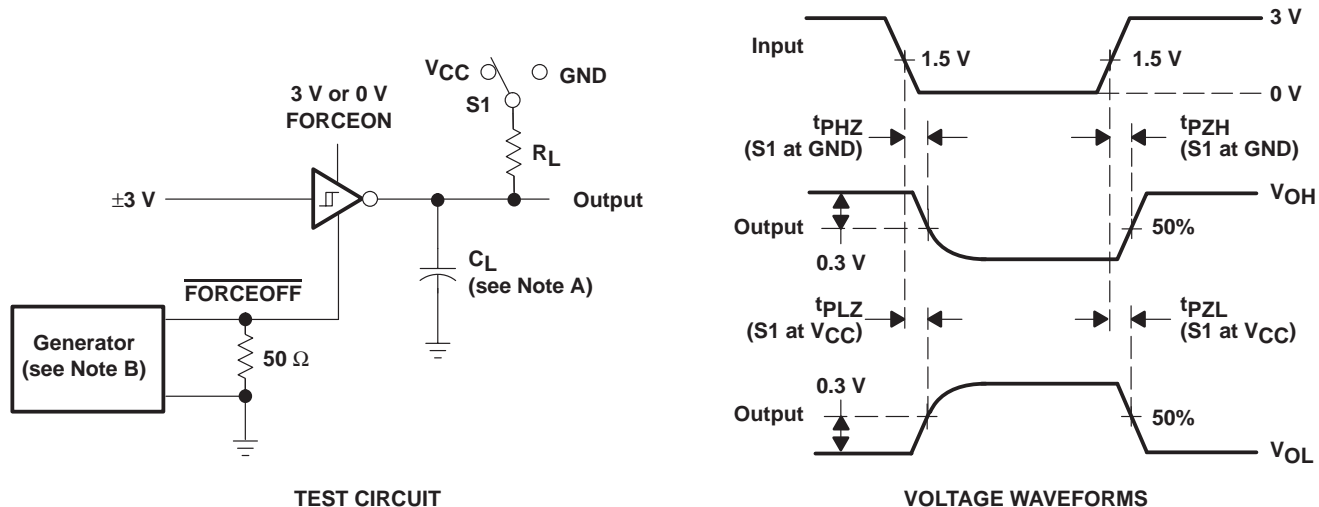 3 V or 0 V
FORCEON
VCC
GND
S1
RL
±3 V
Output
CL
(see Note A)
FORCEOFF
Generator
(see Note B)
50 Ω
TEST CIRCUIT
Input
3 V
1.5 V
1.5 V
0 V
tPHZ
(S1 at GND)
tPZH
(S1 at GND)
VOH
Output
50%
0.3 V
tPLZ
(S1 at VCC)
tPZL
(S1 at VCC)
0.3 V
Output
50%
VOL
VOLTAGE WAVEFORMS